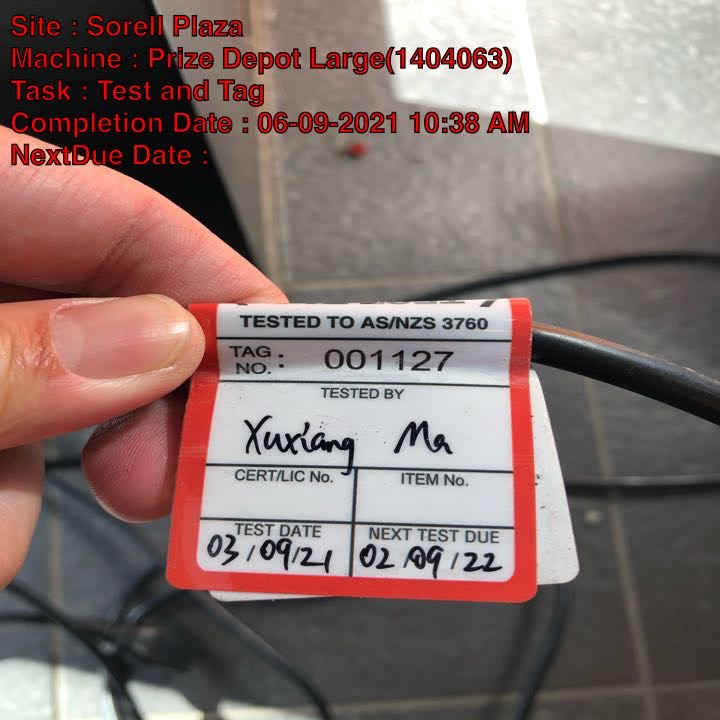 Site : Sorell Plaza
Machine : Prize Depot Large(1404063)
Task : Test and Tag
Completion Date : 06-09-2021 10:38 AM
NextDue Date :
TESTED TO AS/NZS 3760
TAG NO. : 001127
TESTED BY
Xuxiang Ma
CERT/LIC No. ITEM No.
TEST DATE NEXT TEST DUE
03/09/21 02/09/22